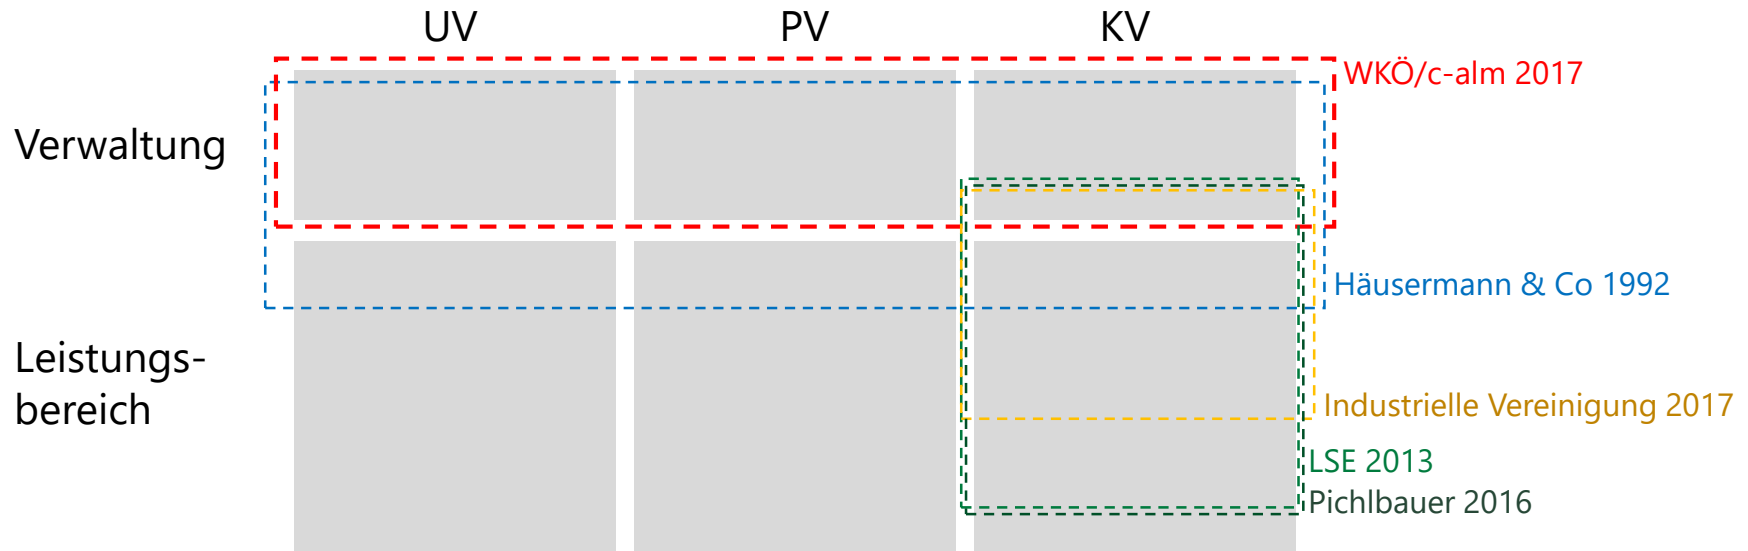 UV PV KV
WKÖ/c-alm 2017
Verwaltung
Häusermann & Co 1992
Leistungs-
bereich
Industrielle Vereinigung 2017
LSE 2013
Pichlbauer 2016